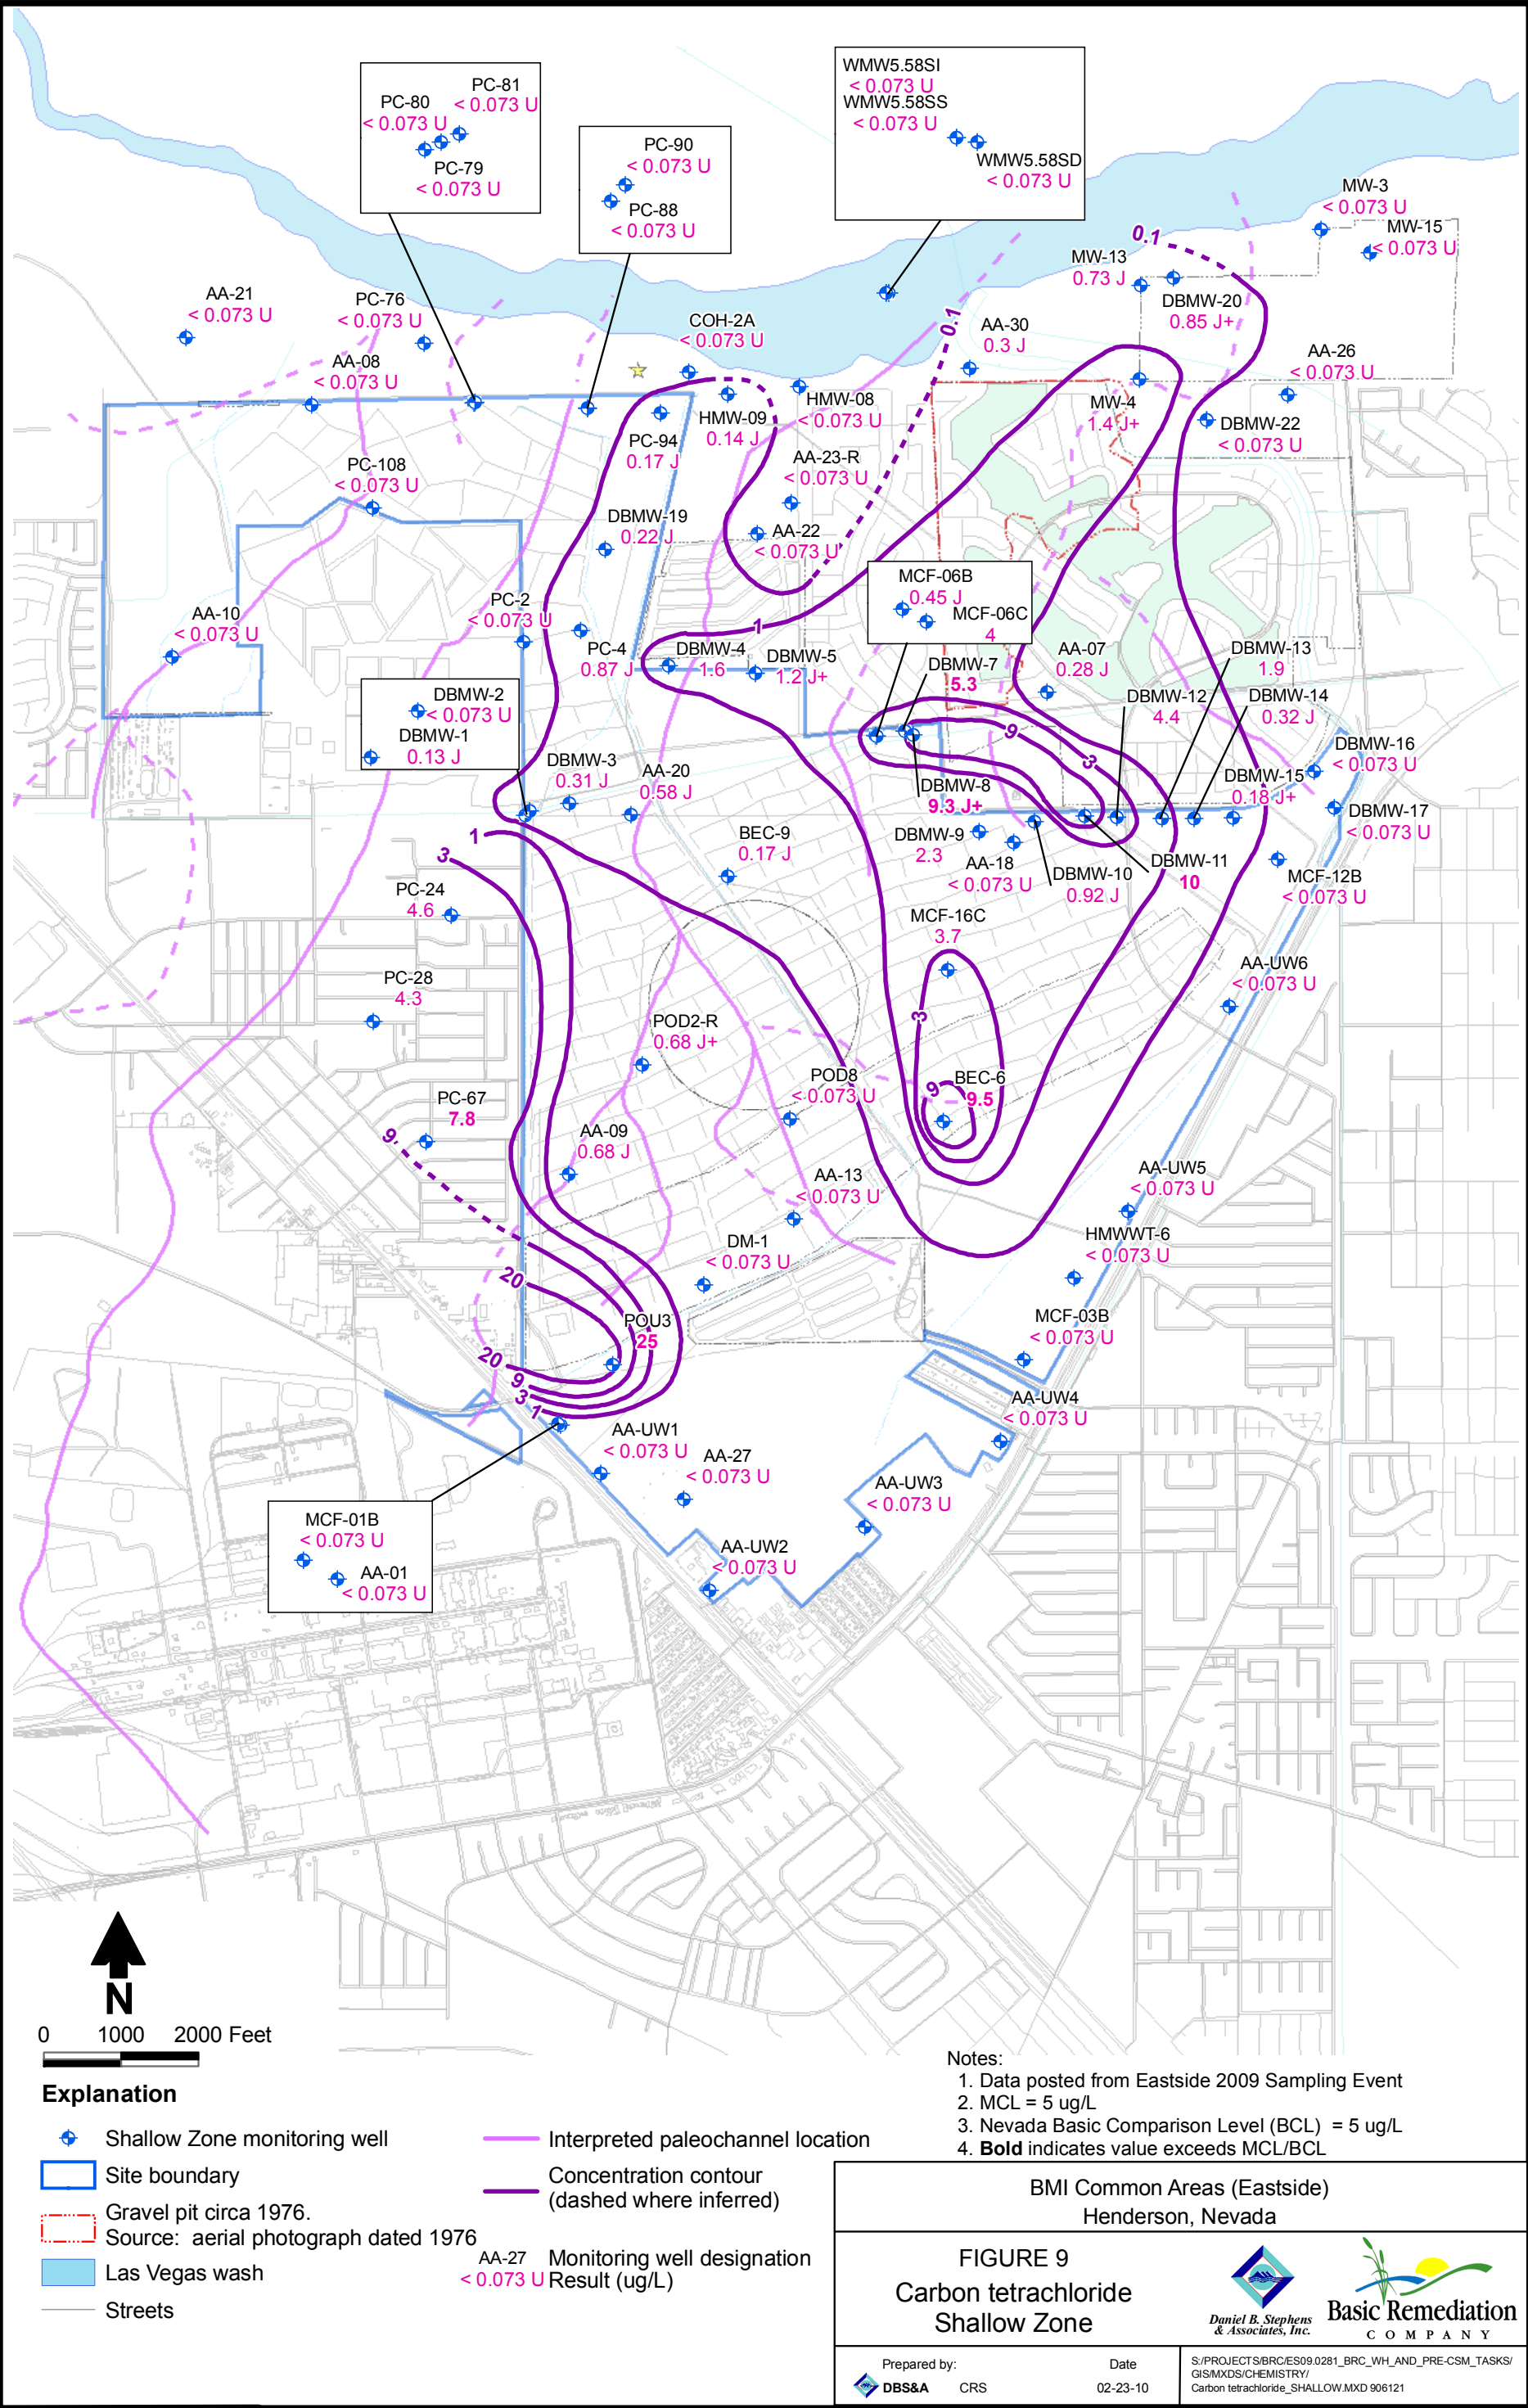 WMW5.58SI
< 0.073 U
WMW5.58SS
< 0.073 U
WMW5.58SD
< 0.073 U
PC-81
< 0.073 U
PC-80
< 0.073 U
PC-79
< 0.073 U
PC-90
< 0.073 U
PC-88
< 0.073 U
MW-3
< 0.073 U
MW-15
< 0.073 U
0.1
MW-13
0.73 J
DBMW-20
0.85 J+
AA-21
< 0.073 U
PC-76
< 0.073 U
COH-2A
< 0.073 U
0.1
AA-30
0.3 J
AA-26
< 0.073 U
AA-08
< 0.073 U
HMW-09
0.14 J
HMW-08
< 0.073 U
MW-4
1.4 J+
DBMW-22
< 0.073 U
PC-94
0.17 J
AA-23-R
< 0.073 U
PC-108
< 0.073 U
DBMW-19
0.22 J
AA-22
< 0.073 U
MCF-06B
0.45 J
MCF-06C
4
PC-2
< 0.073 U
AA-10
< 0.073 U
1
PC-4
0.87 J
DBMW-4
1.6
DBMW-5
1.2 J+
DBMW-7
5.3
AA-07
0.28 J
DBMW-13
1.9
DBMW-12
4.4
DBMW-14
0.32 J
DBMW-2
< 0.073 U
DBMW-1
0.13 J
9
3
DBMW-16
< 0.073 U
DBMW-3
0.31 J
AA-20
0.58 J
DBMW-8
9.3 J+
DBMW-15
0.18 J+
DBMW-17
< 0.073 U
1
3
BEC-9
0.17 J
DBMW-9
2.3
AA-18
< 0.073 U
DBMW-10
0.92 J
DBMW-11
10
MCF-12B
< 0.073 U
PC-24
4.6
MCF-16C
3.7
PC-28
4.3
AA-UW6
< 0.073 U
3
POD2-R
0.68 J+
POD8
< 0.073 U
9
BEC-6
9.5
PC-67
7.8
9
AA-09
0.68 J
AA-13
< 0.073 U
AA-UW5
< 0.073 U
DM-1
< 0.073 U
HMWWT-6
< 0.073 U
20
POU3
25
MCF-03B
< 0.073 U
20
9
3
1
AA-UW4
< 0.073 U
AA-UW1
< 0.073 U
AA-27
< 0.073 U
AA-UW3
< 0.073 U
MCF-01B
< 0.073 U
AA-01
< 0.073 U
AA-UW2
< 0.073 U
N
0 1000 2000 Feet
Explanation
Shallow Zone monitoring well
Site boundary
Gravel pit circa 1976.
Source: aerial photograph dated 1976
Las Vegas wash
Streets
Interpreted paleochannel location
Concentration contour
(dashed where inferred)
AA-27 Monitoring well designation
< 0.073 U Result (ug/L)
Notes:
1. Data posted from Eastside 2009 Sampling Event
2. MCL = 5 ug/L
3. Nevada Basic Comparison Level (BCL) = 5 ug/L
4. Bold indicates value exceeds MCL/BCL
BMI Common Areas (Eastside)
Henderson, Nevada
FIGURE 9
Carbon tetrachloride
Shallow Zone
Daniel B. Stephens
& Associates, Inc.
Basic Remediation
COMPANY
Prepared by:
DBS&A CRS
Date
02-23-10
S:/PROJECTS/BRC/ES09.0281_BRC_WH_AND_PRE-CSM_TASKS/
GIS/MXDS/CHEMISTRY/
Carbon tetrachloride_SHALLOW.MXD 906121